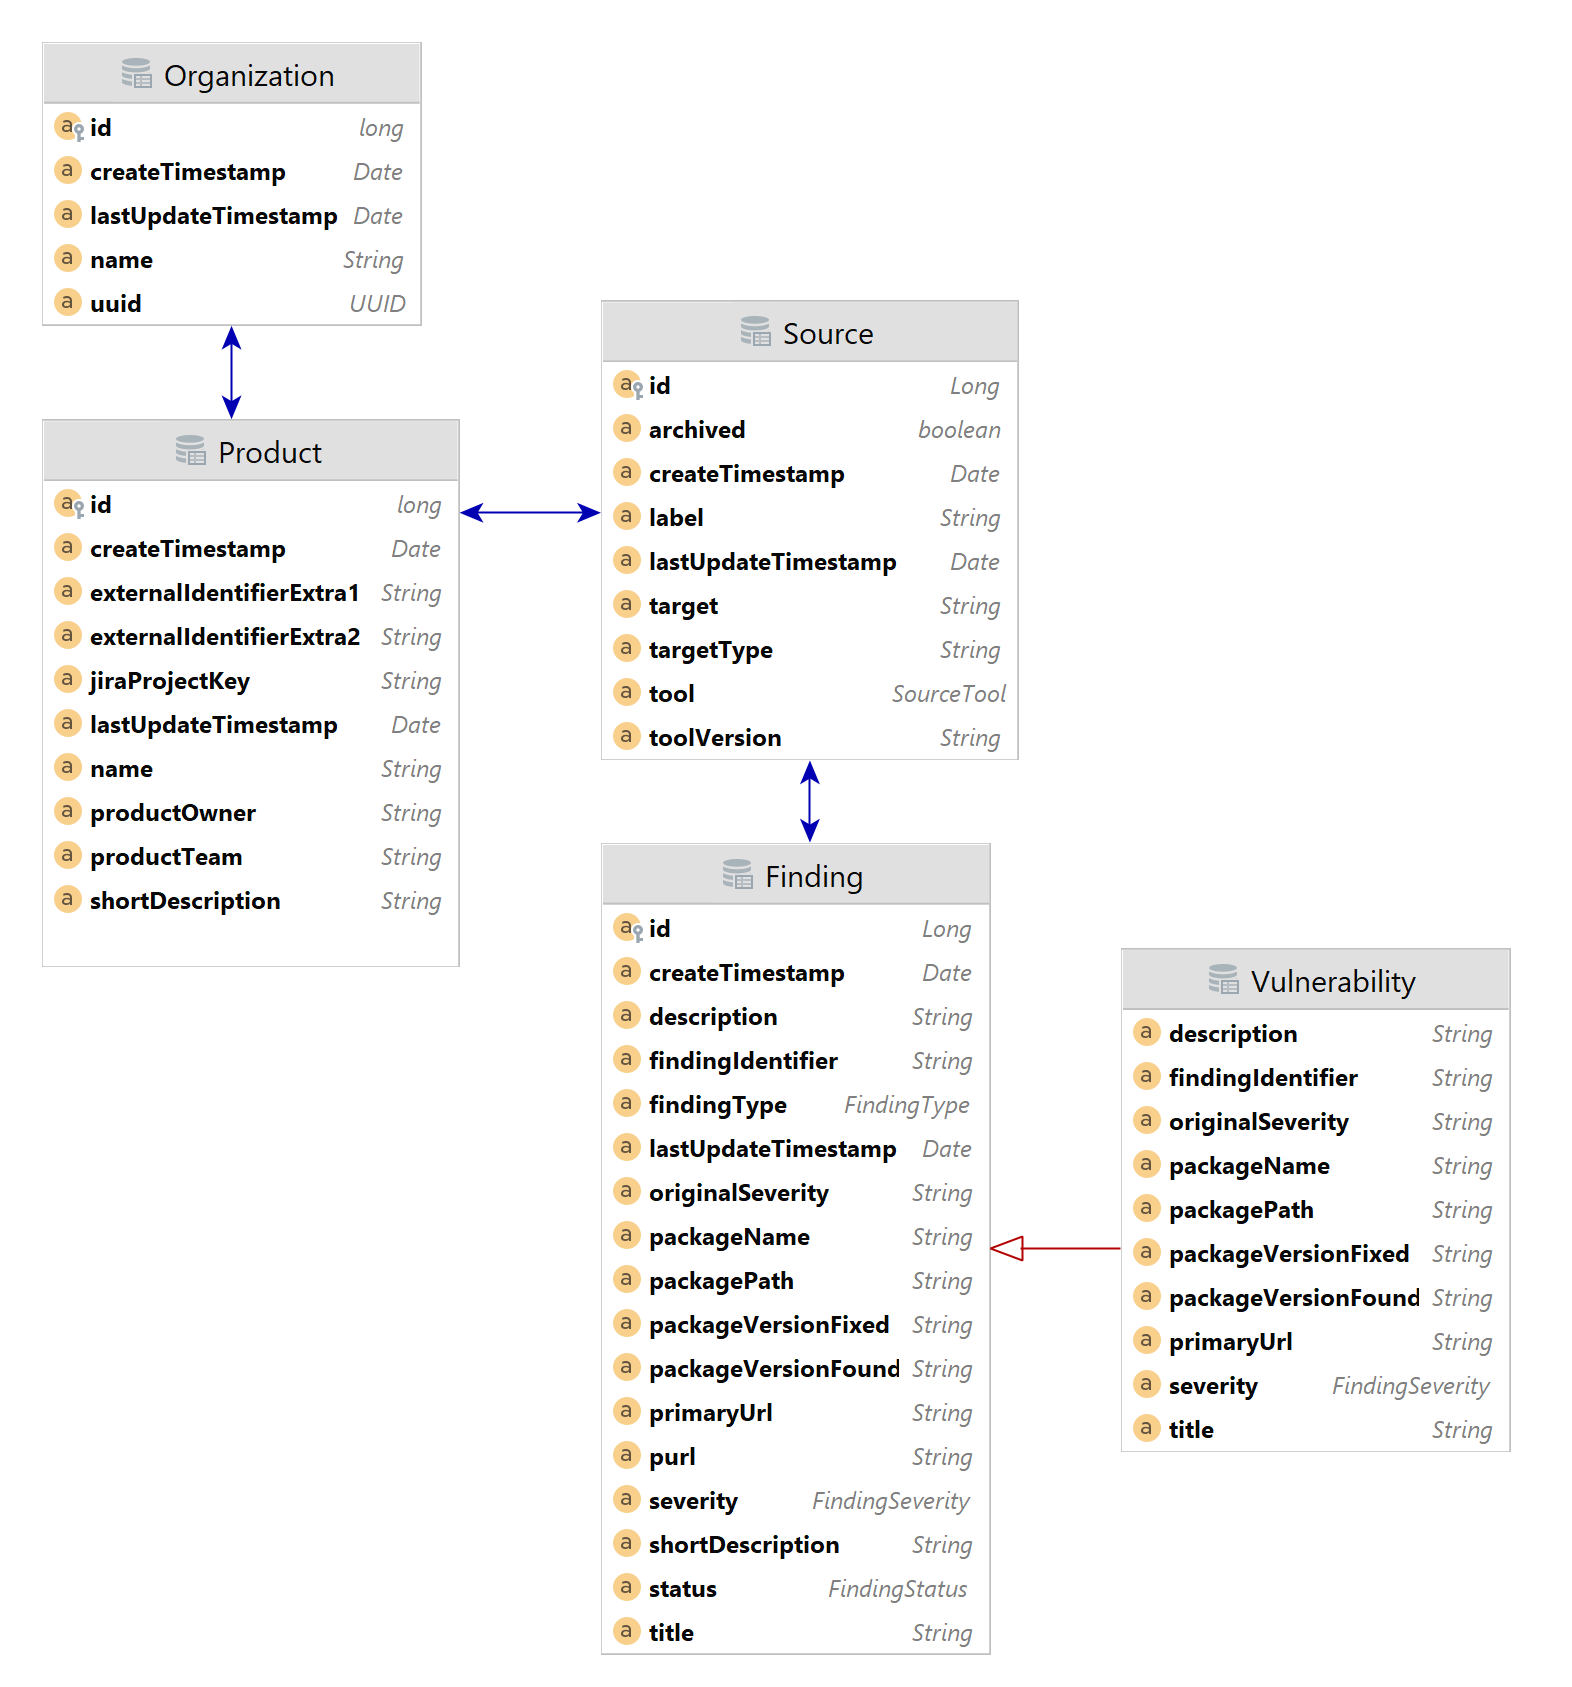 Organization
id long
createTimestamp Date
lastUpdateTimestamp Date
name String
uuid UUID
Product
id long
createTimestamp Date
externalIdentifierExtra1 String
externalIdentifierExtra2 String
jiraProjectKey String
lastUpdateTimestamp Date
name String
productOwner String
productTeam String
shortDescription String
Source
id Long
archived boolean
createTimestamp Date
label String
lastUpdateTimestamp Date
target String
targetType String
tool SourceTool
toolVersion String
Finding
id Long
createTimestamp Date
description String
findingIdentifier String
findingType FindingType
lastUpdateTimestamp Date
originalSeverity String
packageName String
packagePath String
packageVersionFixed String
packageVersionFound String
primaryUrl String
purl String
severity FindingSeverity
shortDescription String
status FindingStatus
title String
Vulnerability
description String
findingIdentifier String
originalSeverity String
packageName String
packagePath String
packageVersionFixed String
packageVersionFound String
primaryUrl String
severity FindingSeverity
title String